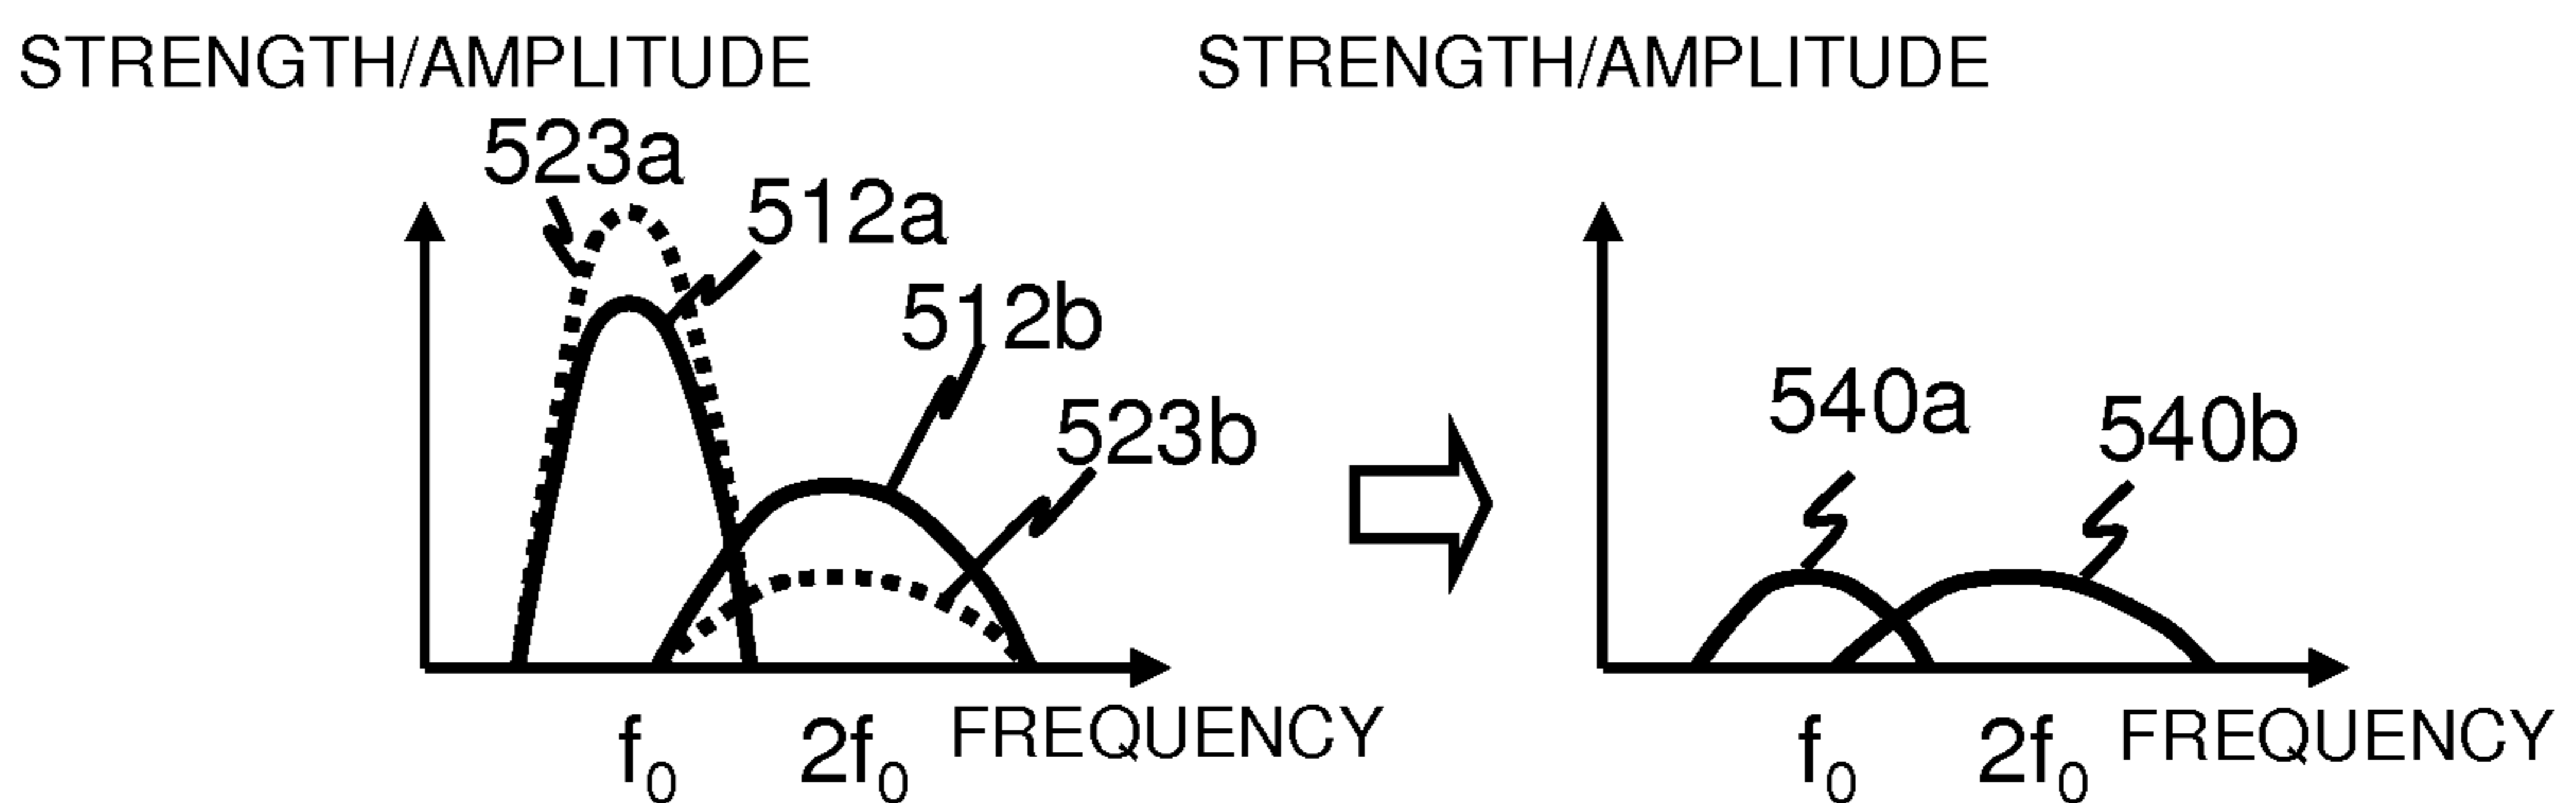 STRENGTH/AMPLITUDE
523a
512a
512b
523b
f₀
2f₀
FREQUENCY
STRENGTH/AMPLITUDE
540a
540b
f₀
2f₀
FREQUENCY